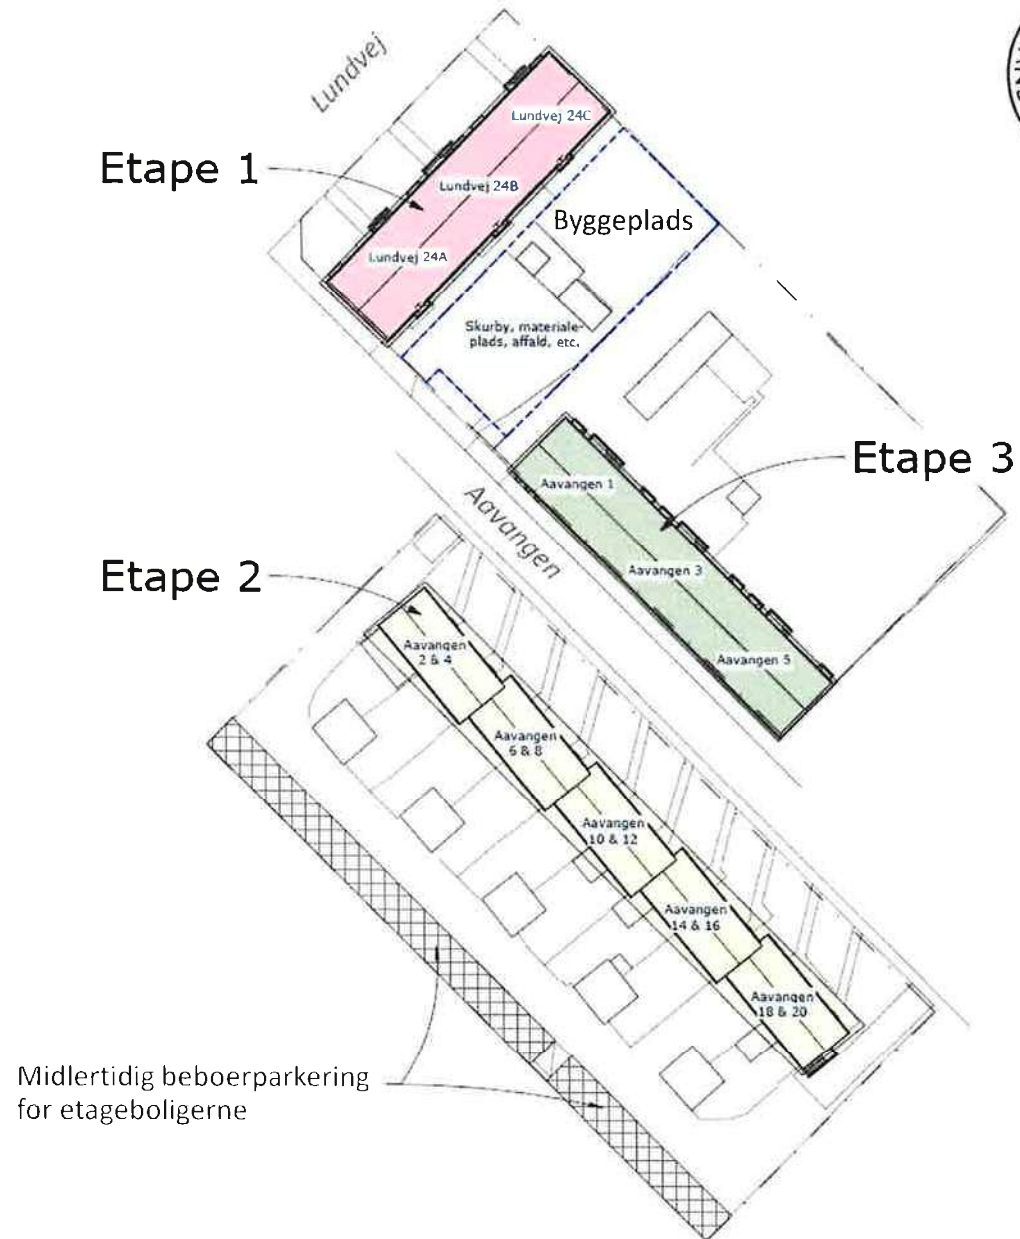 Lundvej
Lundvej 24C
Etape 1
Lundvej 24B
Byggeplads
Lundvej 24A
Skurby, materiale-
plads, affald, etc.
Etape 3
Aavangen 1
Aavangen
Aavangen 3
Etape 2
Aavangen
2 & 4
Aavangen 5
Aavangen
6 & 8
Aavangen
10 & 12
Aavangen
14 & 16
Aavangen
18 & 20
Midlertidig beboerparkering
for etageboligerne